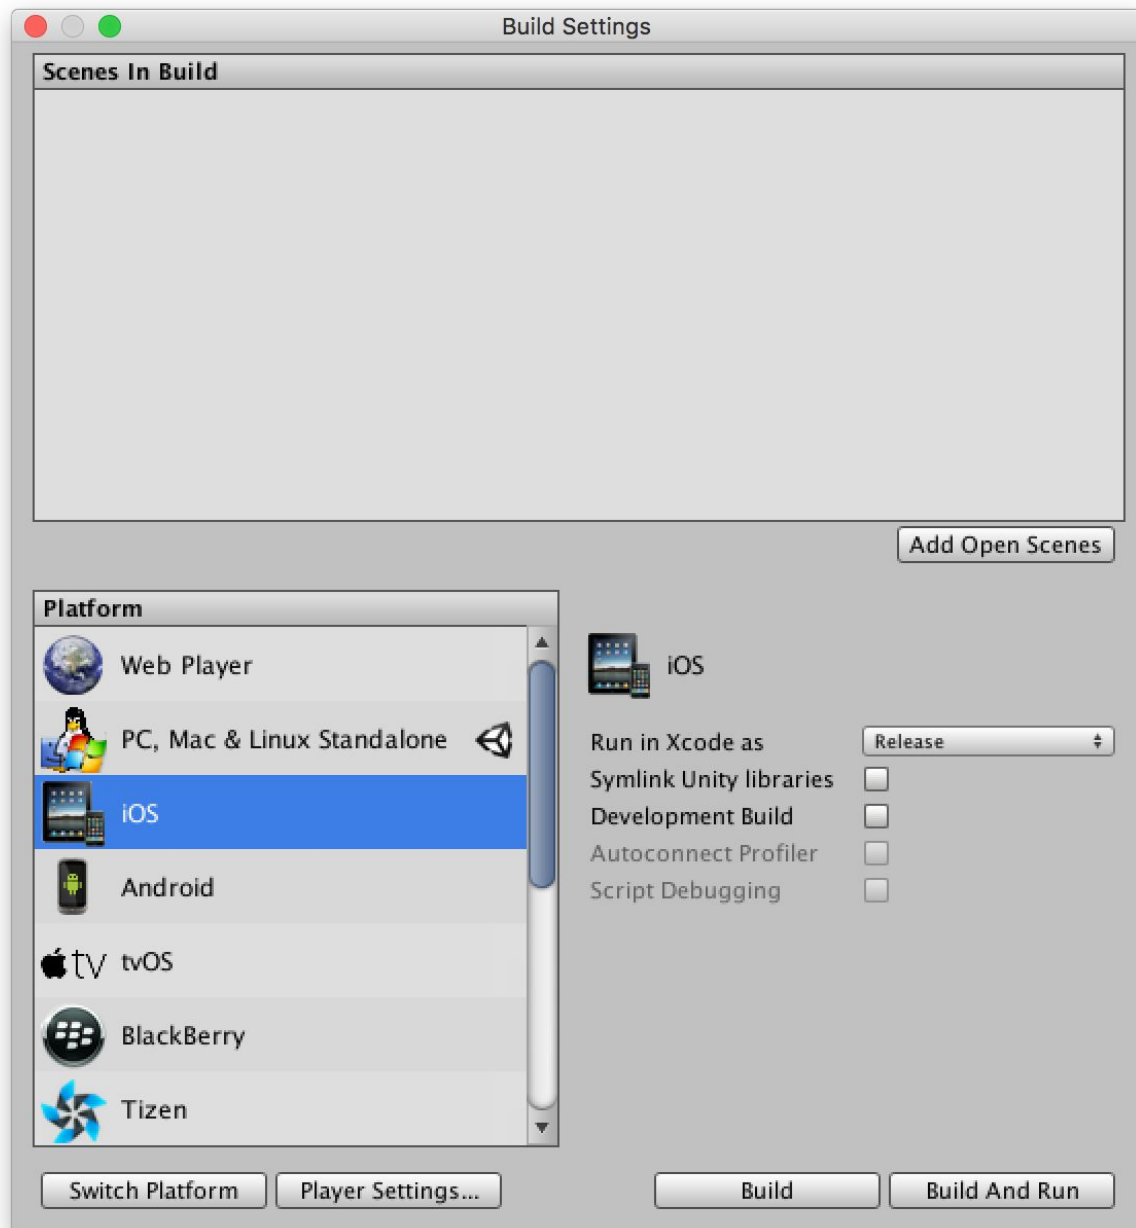 Build Settings
Scenes In Build
Add Open Scenes
Platform
Web Player
PC, Mac & Linux Standalone
iOS
Android
tv tvOS
BlackBerry
Tizen
iOS
Run in Xcode as Release
Symlink Unity libraries
Development Build
Autoconnect Profiler
Script Debugging
Switch Platform Player Settings... Build Build And Run